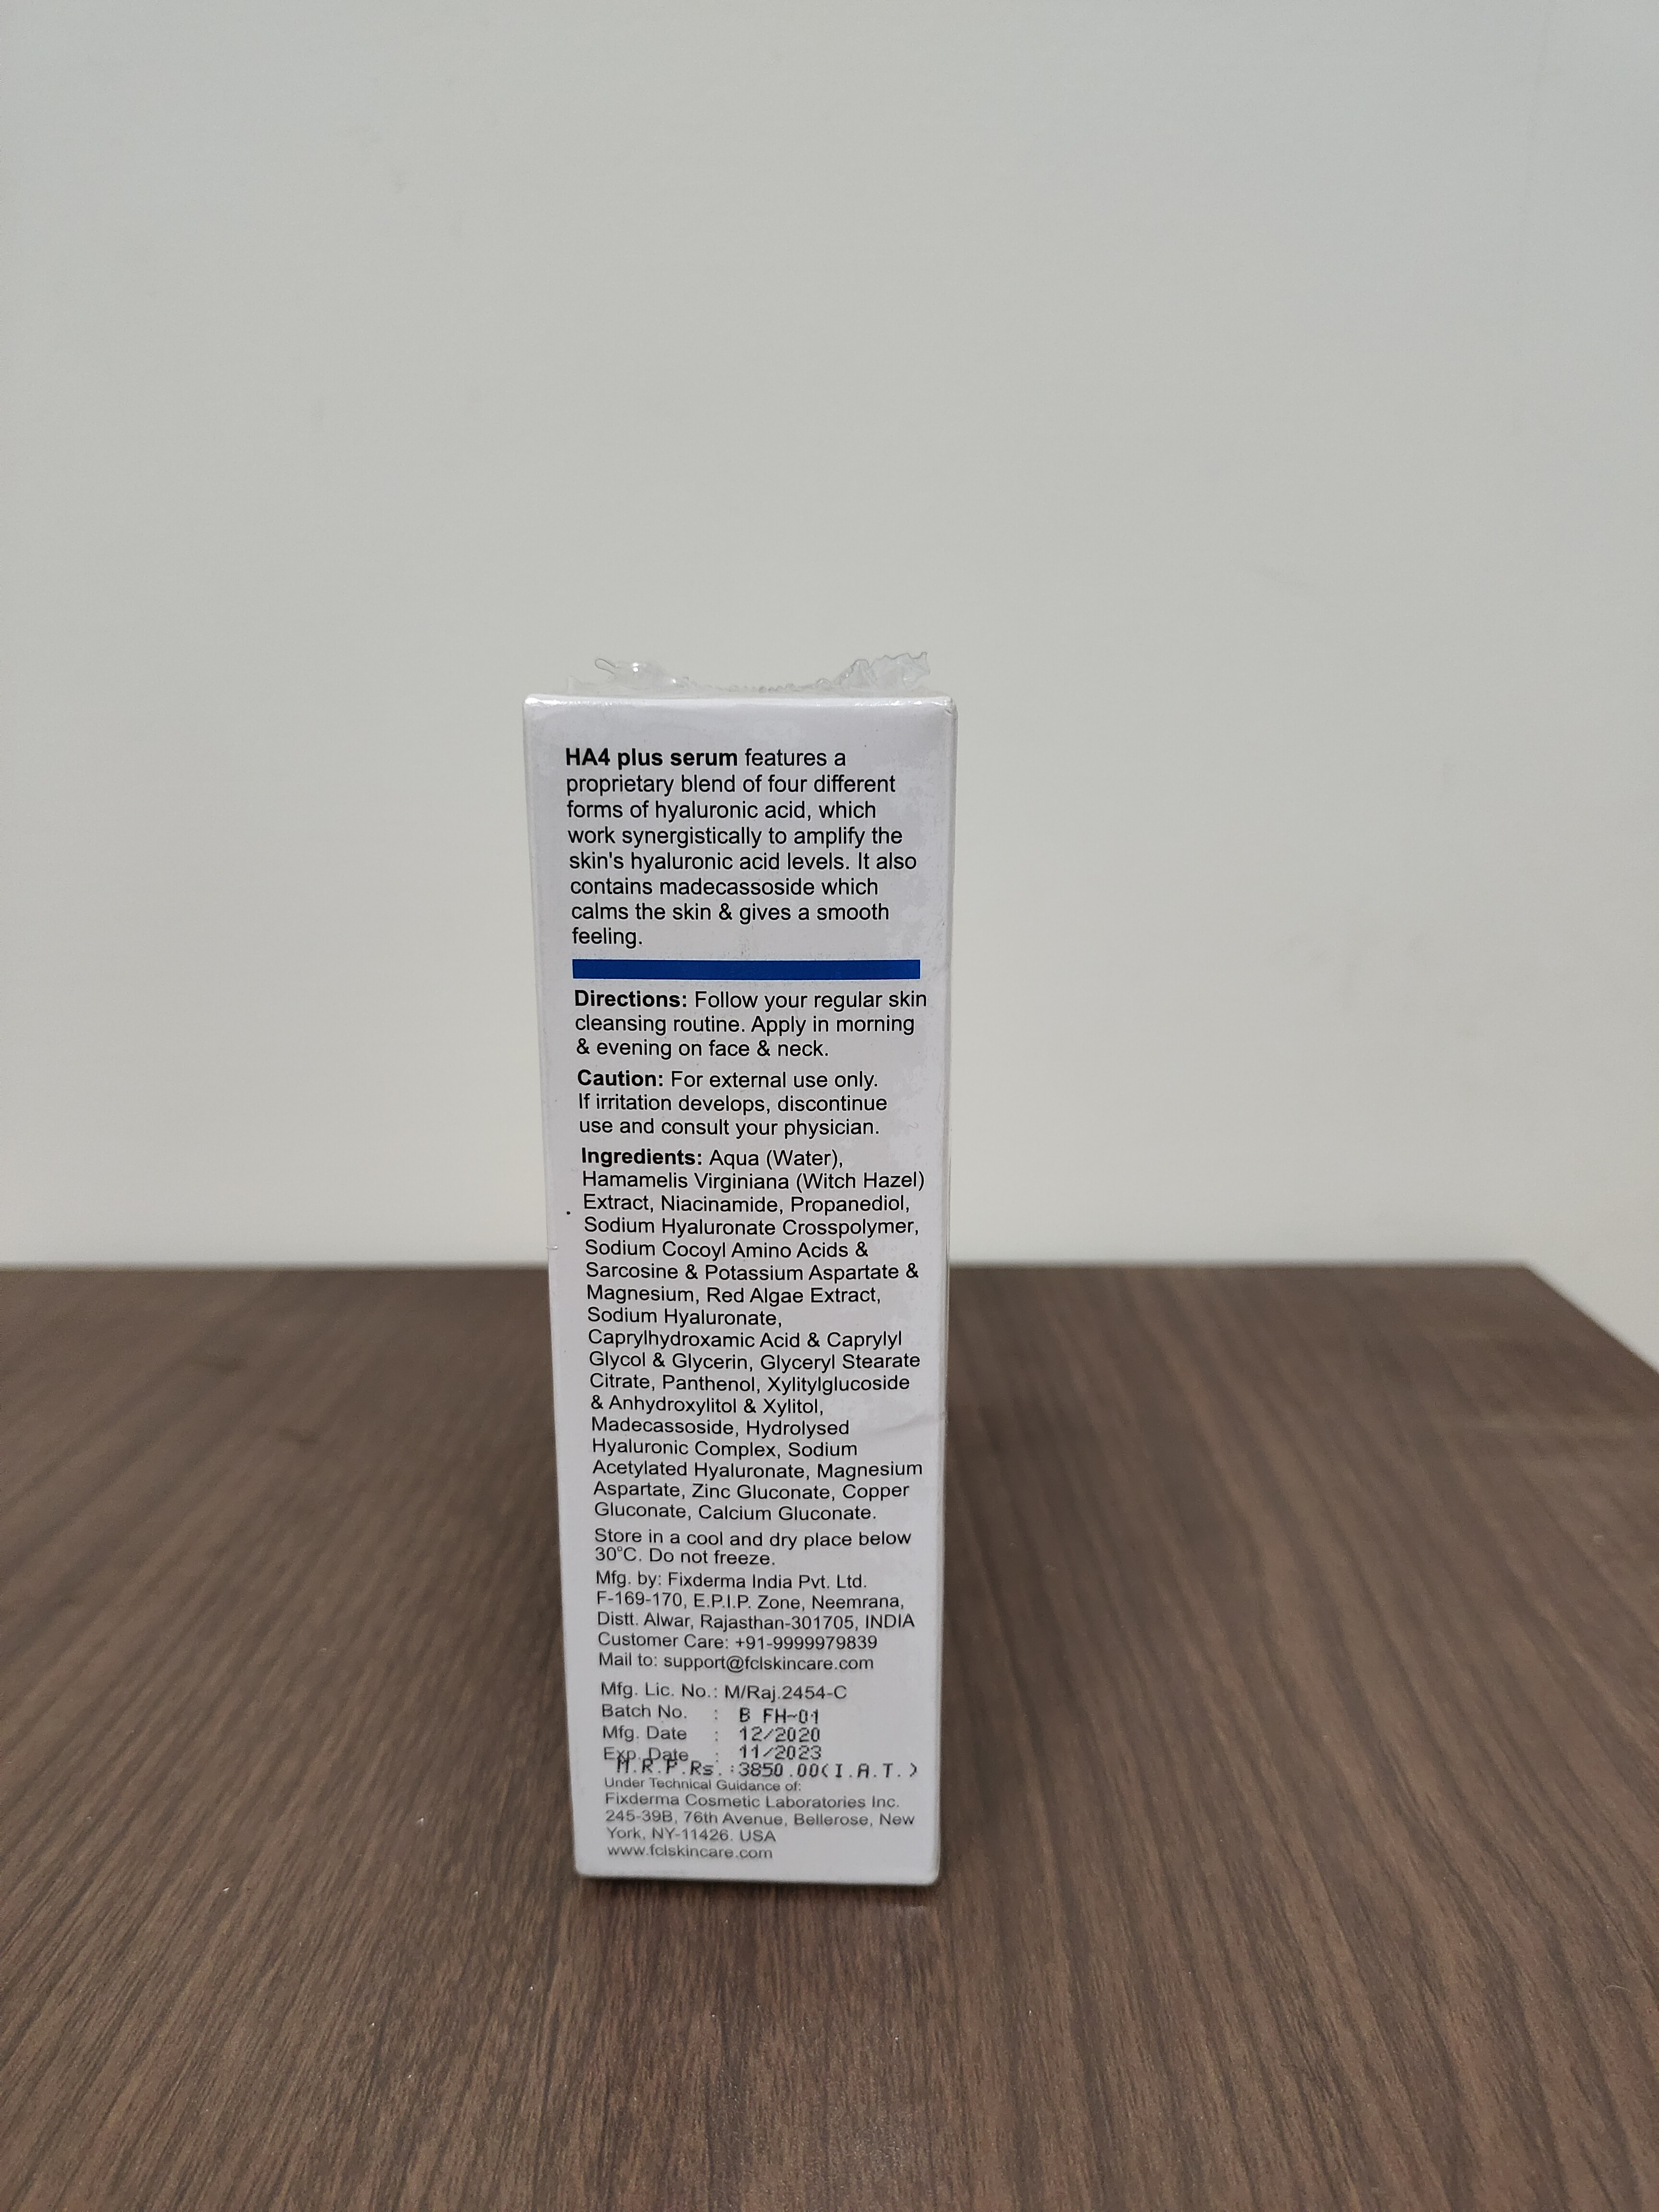 HA4 plus serum features a
proprietary blend of four different
forms of hyaluronic acid, which
work synergistically to amplify the
skin's hyaluronic acid levels. It also
contains madecassoside which
calms the skin & gives a smooth
feeling.
Directions: Follow your regular skin
cleansing routine. Apply in morning
& evening on face & neck.
Caution: For external use only.
If irritation develops, discontinue
use and consult your physician.
Ingredients: Aqua (Water),
Hamamelis Virginiana (Witch Hazel)
Extract, Niacinamide, Propanediol,
Sodium Hyaluronate Crosspolymer,
Sodium Cocoyl Amino Acids &
Sarcosine & Potassium Aspartate &
Magnesium, Red Algae Extract,
Sodium Hyaluronate,
Caprylhydroxamic Acid & Caprylyl
Glycol & Glycerin, Glyceryl Stearate
Citrate, Panthenol, Xylitylglucoside
& Anhydroxylitol & Xylitol,
Madecassoside, Hydrolysed
Hyaluronic Complex, Sodium
Acetylated Hyaluronate, Magnesium
Aspartate, Zinc Gluconate, Copper
Gluconate, Calcium Gluconate.
Store in a cool and dry place below
30°C. Do not freeze.
Mfg. by: Fixderma India Pvt. Ltd.
F-169-170, E.P.I.P. Zone, Neemrana,
Distt. Alwar, Rajasthan-301705, INDIA
Customer Care: +91-9999979839
Mail to: support@fclskincare.com
Mfg. Lic. No.: M/Raj.2454-C
Batch No. : B FH-01
Mfg. Date : 12/2020
Exp. Date : 11/2023
M.R.P.Rs.:3850.00(I.A.T.)
Under Technical Guidance of:
Fixderma Cosmetic Laboratories Inc.
245-39B, 76th Avenue, Bellerose, New
York, NY-11426. USA
www.fclskincare.com